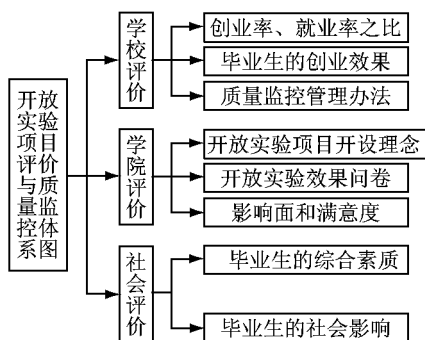 开放
实验
项目
评价
与质
量监
控体
系图
学校评价
创业率、就业率之比
毕业生的创业效果
质量监控管理办法
学院评价
开放实验项目开设理念
开放实验效果问卷
影响面和满意度
社会评价
毕业生的综合素质
毕业生的社会影响